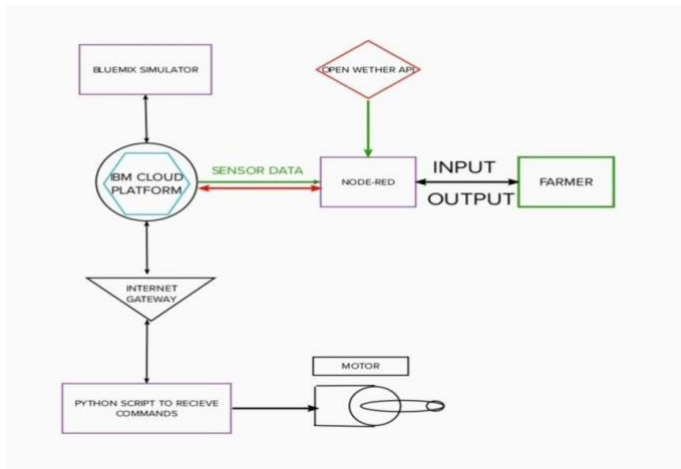 BLUEMIX SIMULATOR
OPEN WETHER API
IBM CLOUD
PLATFORM
SENSOR DATA
NODE-RED
INPUT
OUTPUT
FARMER
INTERNET
GATEWAY
MOTOR
PYTHON SCRIPT TO RECIEVE
COMMANDS